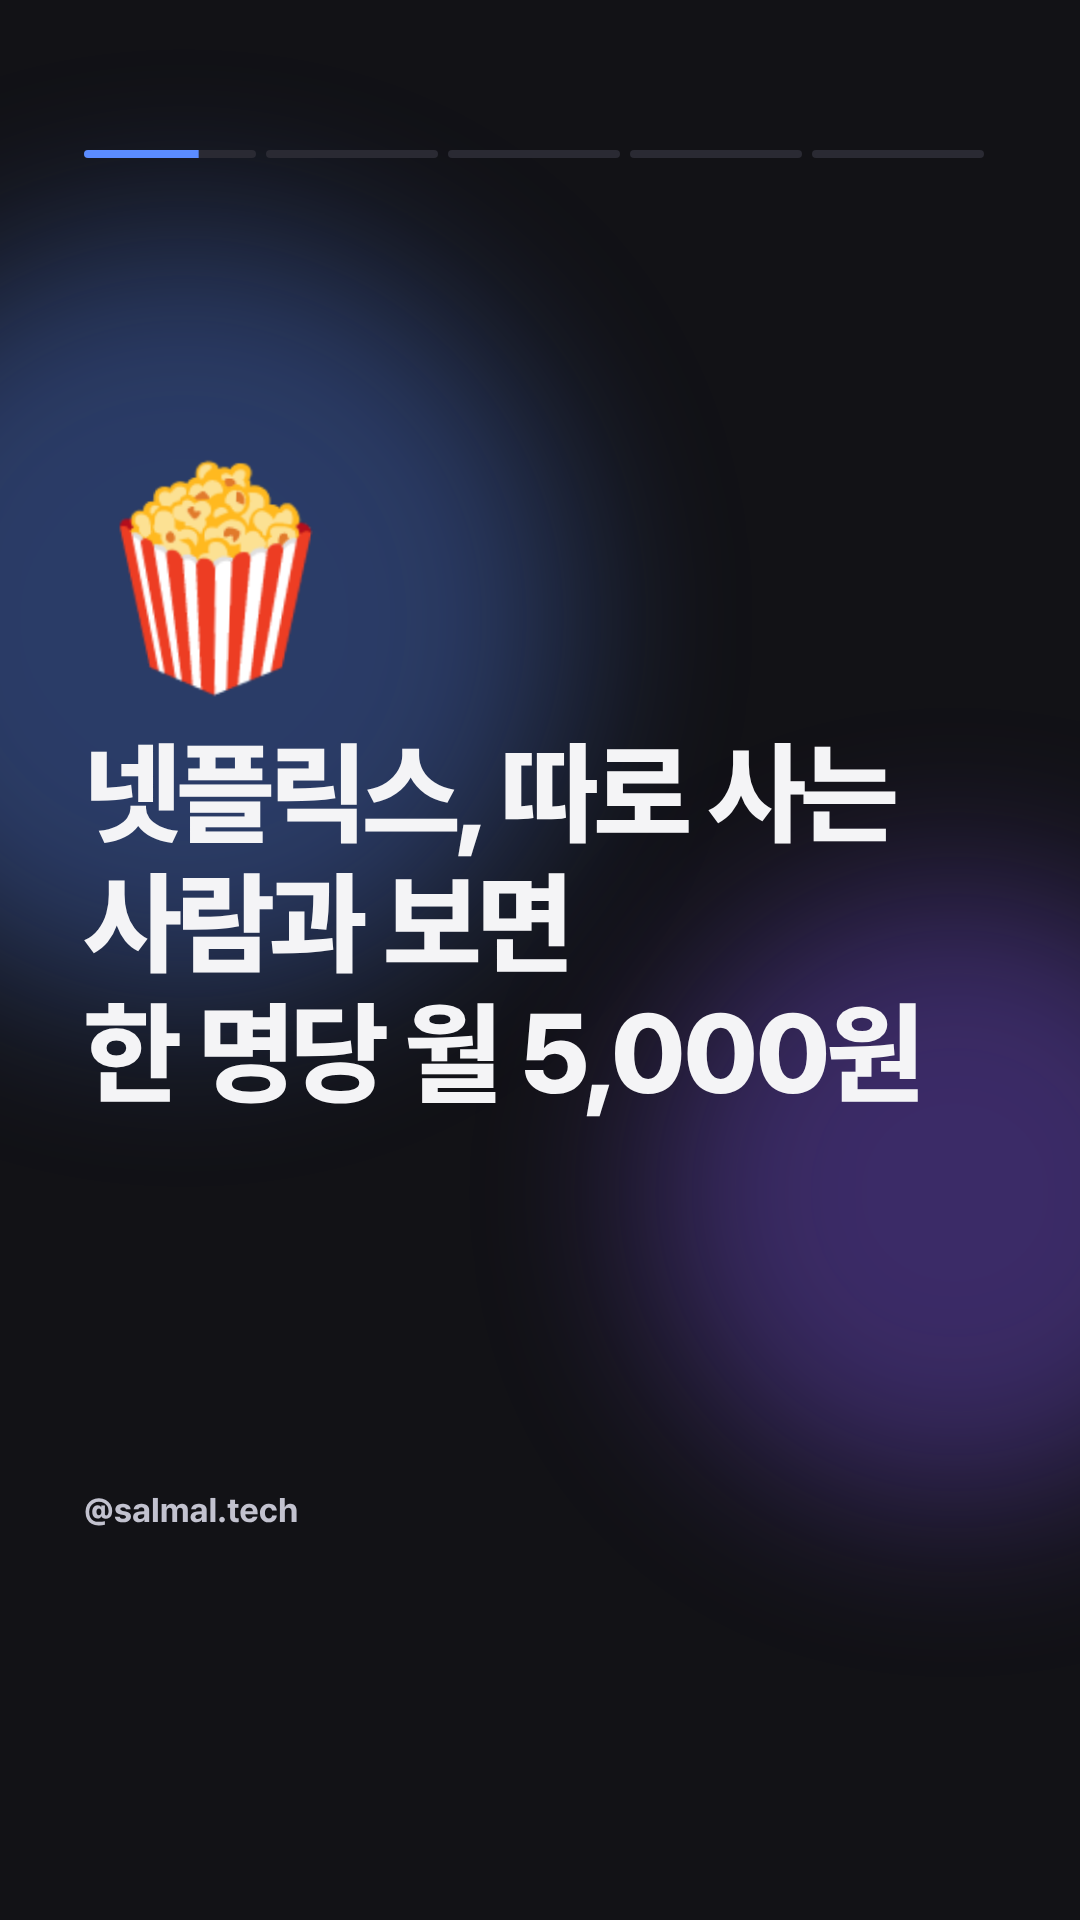 넷플릭스, 따로 사는
사람과 보면
한 명당 월 5,000원
@salmal.tech